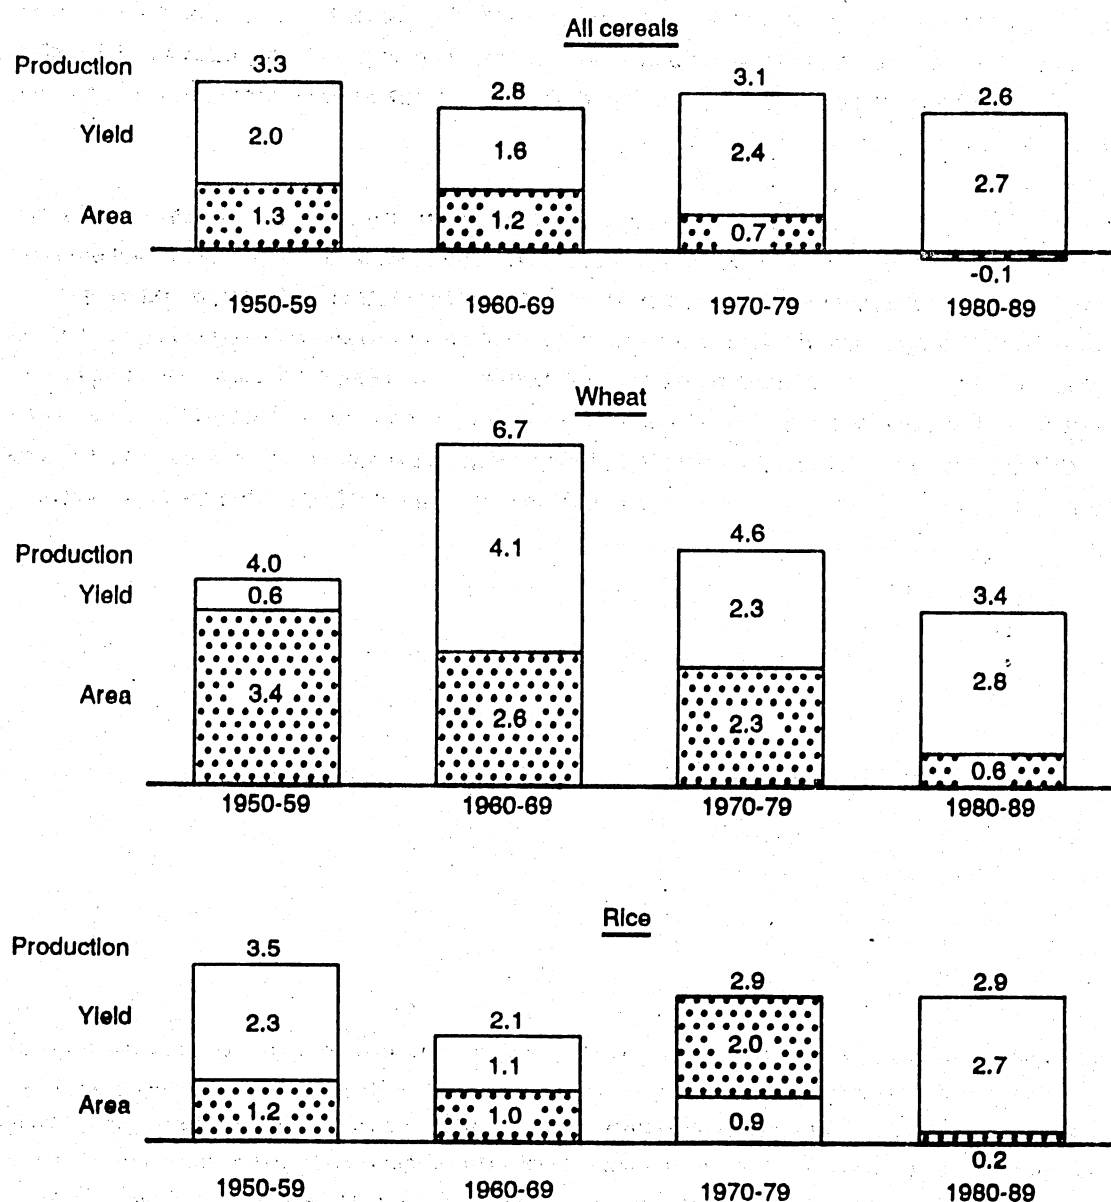 All cereals
Production 3.3 2.8 3.1 2.6
Yield 2.0 1.6 2.4 2.7
Area 1.3 1.2 0.7 -0.1
1950-59 1960-69 1970-79 1980-89
Wheat
6.7
Production 4.0 4.1 4.6 3.4
Yield 0.6 2.3 2.8
Area 3.4 2.6 2.3 0.6
1950-59 1960-69 1970-79 1980-89
Rice
Production 3.5 2.1 2.9 2.9
Yield 2.3 1.1 2.0 2.7
Area 1.2 1.0 0.9 0.2
1950-59 1960-69 1970-79 1980-89